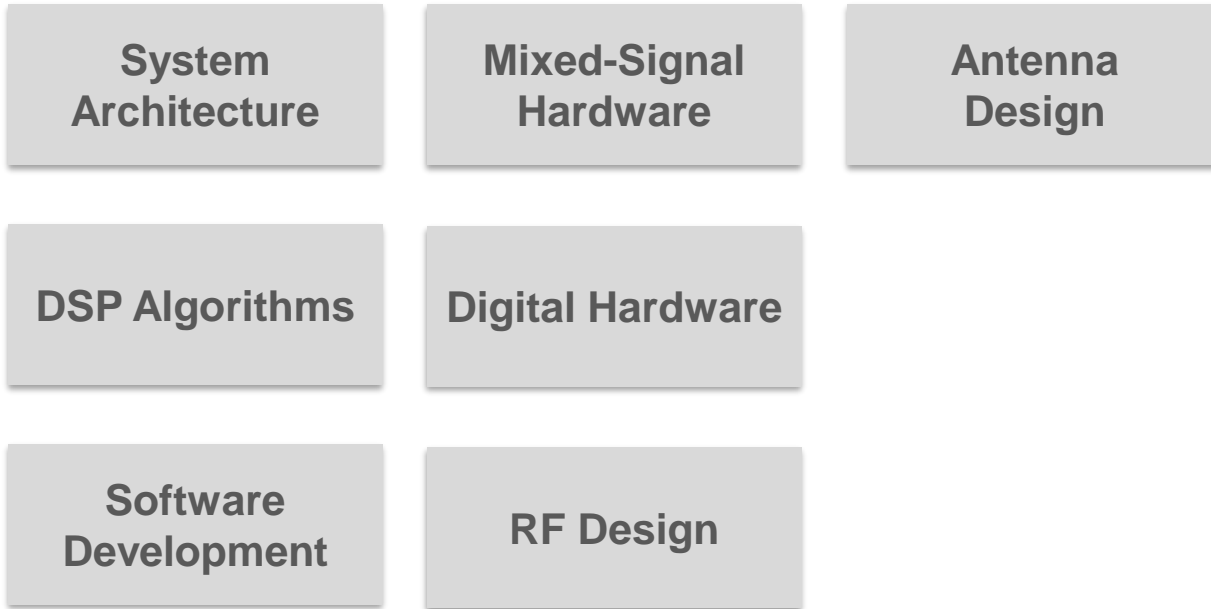 System
Architecture
Mixed-Signal
Hardware
Antenna
Design
DSP Algorithms
Digital Hardware
Software
Development
RF Design